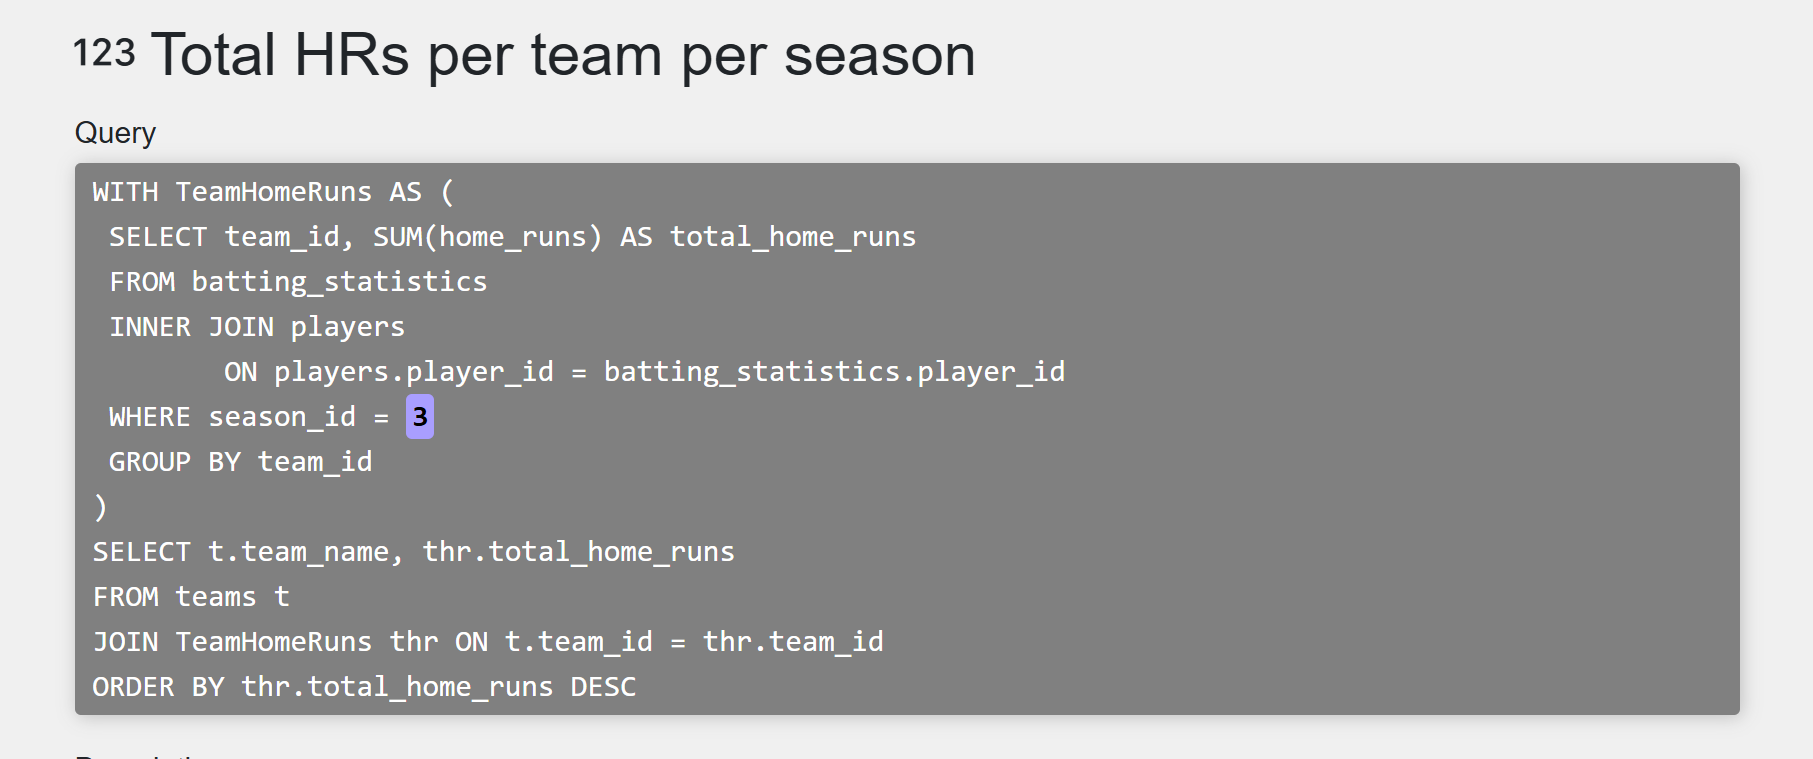 123 Total HRs per team per season
Query
WITH TeamHomeRuns AS (
 SELECT team_id, SUM(home_runs) AS total_home_runs
 FROM batting_statistics
 INNER JOIN players
        ON players.player_id = batting_statistics.player_id
 WHERE season_id = 3
 GROUP BY team_id
)
SELECT t.team_name, thr.total_home_runs
FROM teams t
JOIN TeamHomeRuns thr ON t.team_id = thr.team_id
ORDER BY thr.total_home_runs DESC